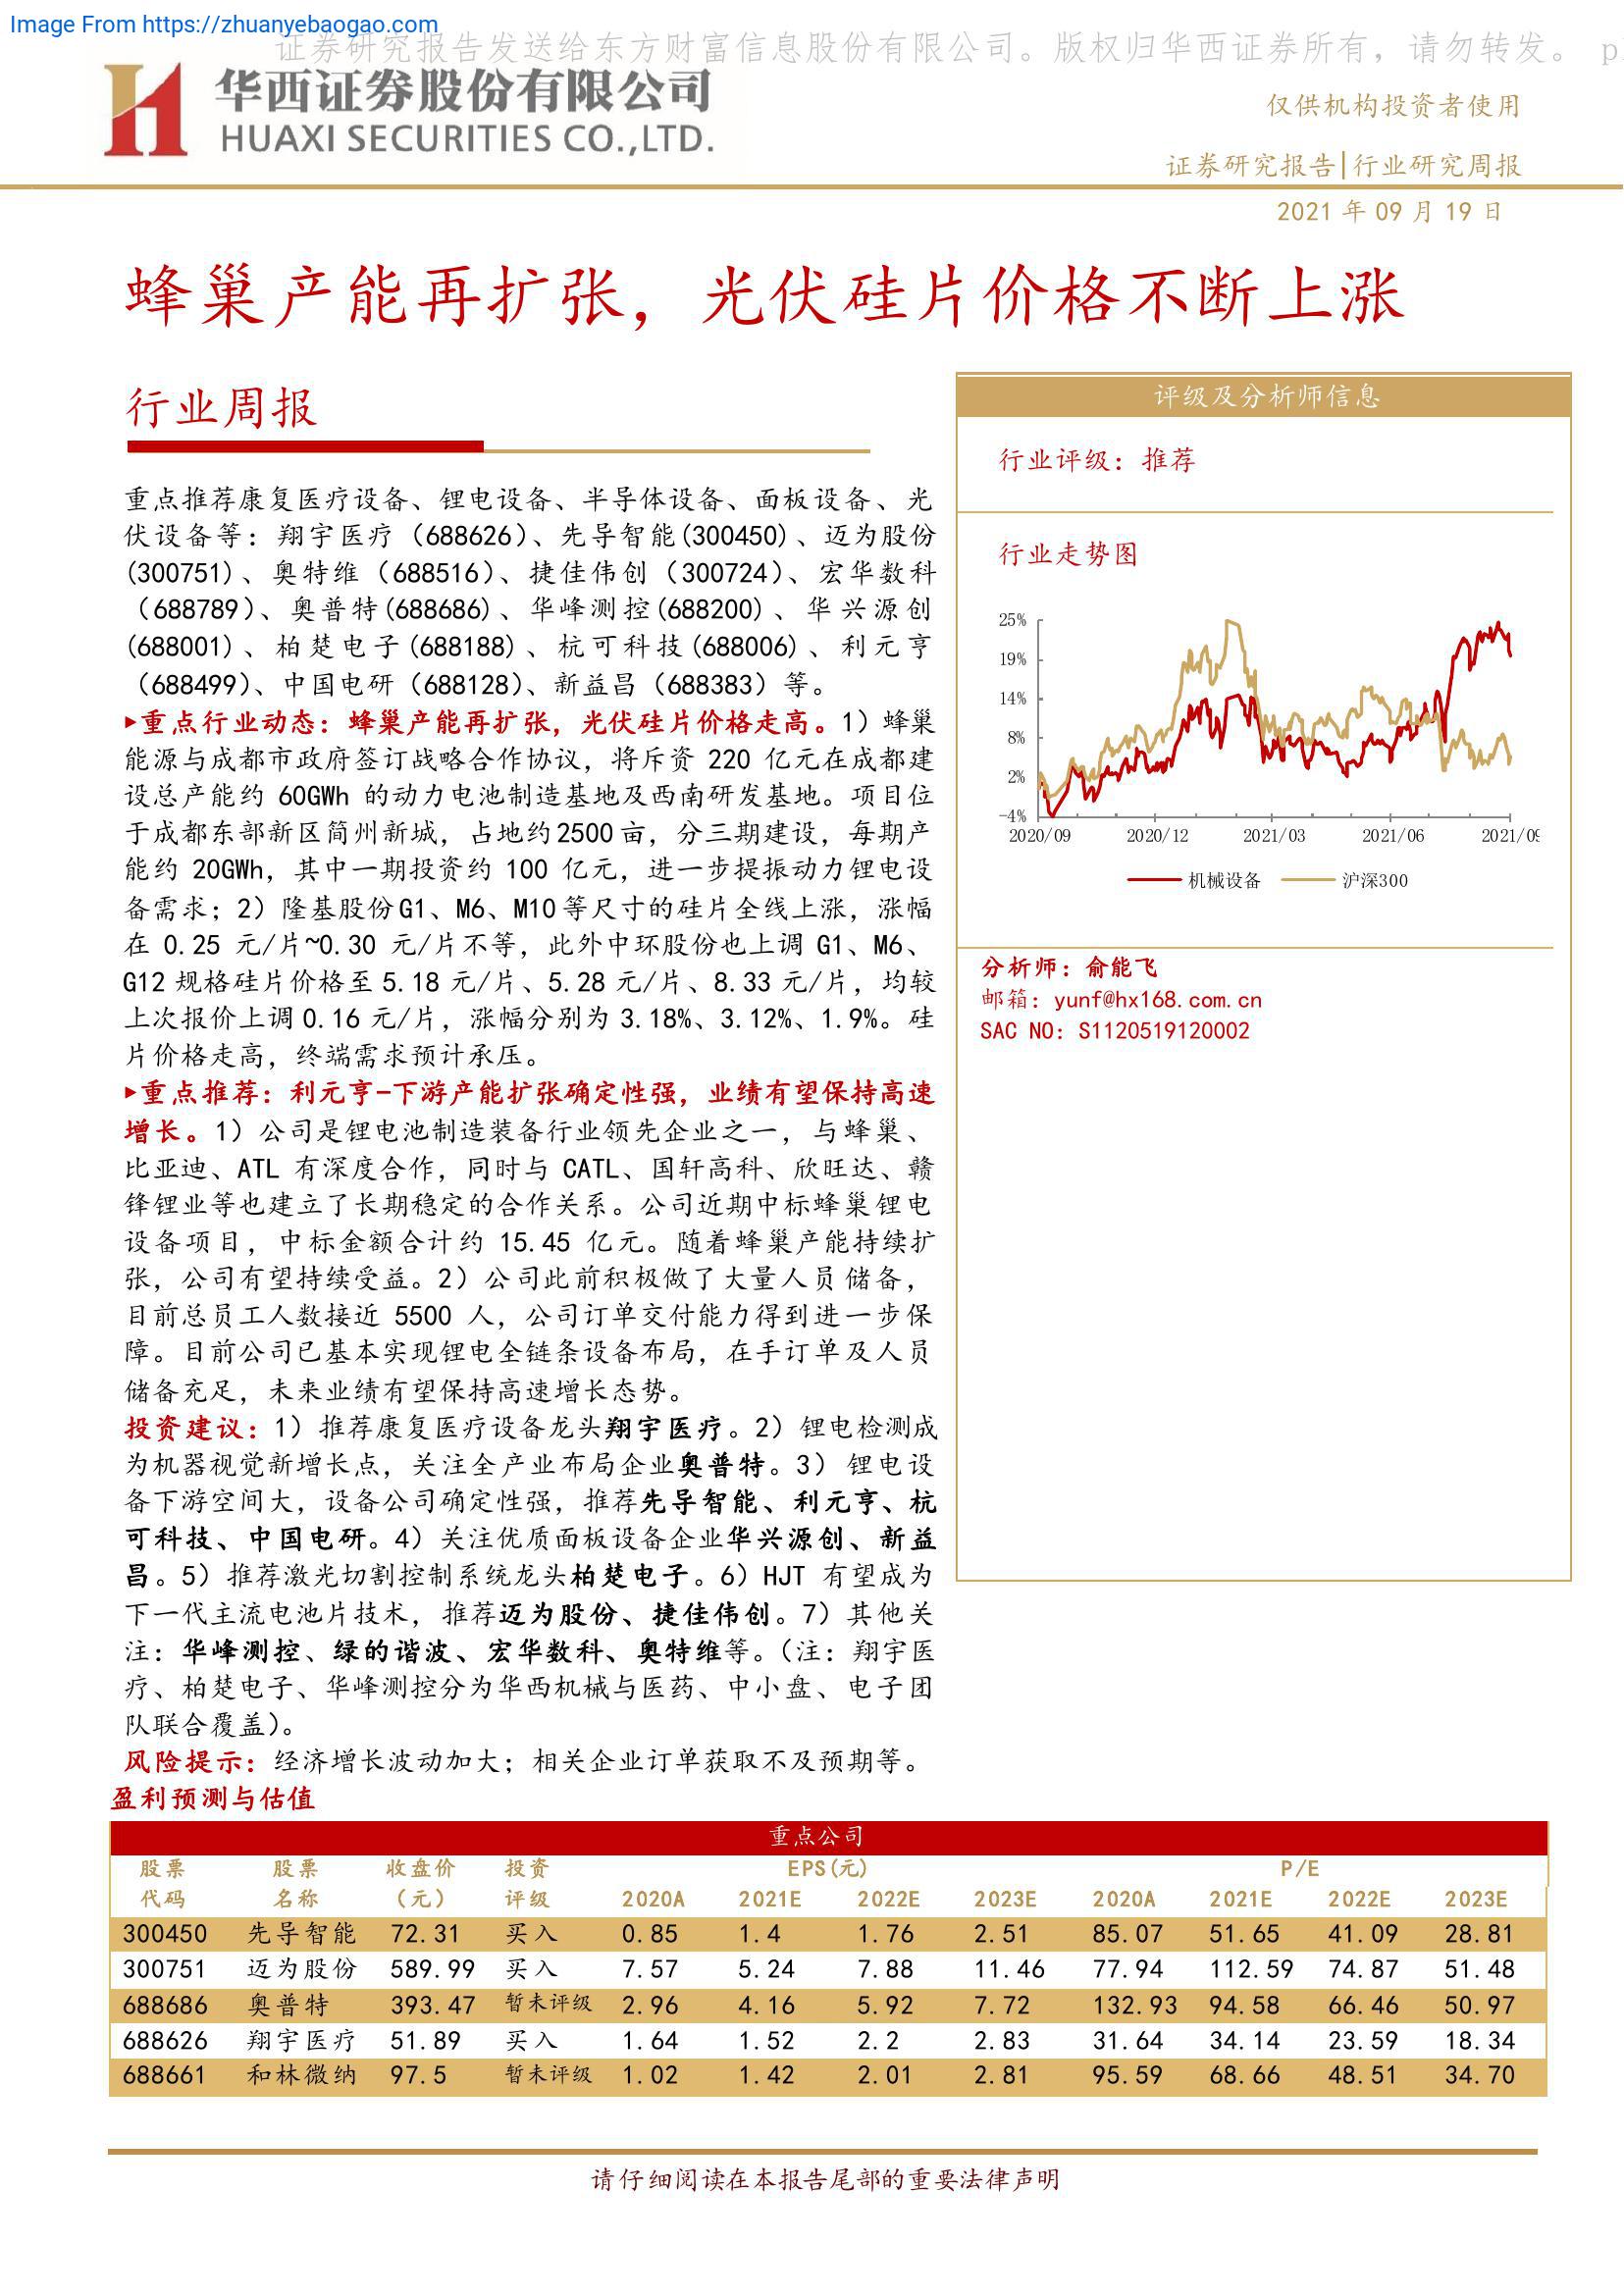 Image From https://zhuanyebaogao.com
证券研究报告发送给东方财富信息股份有限公司。版权归华西证券所有，请勿转发。 p
华西证券股份有限公司
HUAXI SECURITIES CO.,LTD.
仅供机构投资者使用
证券研究报告|行业研究周报
2021 年 09 月 19 日
蜂巢产能再扩张，光伏硅片价格不断上涨
行业周报
重点推荐康复医疗设备、锂电设备、半导体设备、面板设备、光
伏设备等：翔宇医疗（688626）、先导智能(300450)、迈为股份
(300751)、奥特维（688516）、捷佳伟创（300724）、宏华数科
（688789）、奥普特(688686)、华峰测控(688200)、华兴源创
(688001)、柏楚电子(688188)、杭可科技(688006)、利元亨
（688499）、中国电研（688128）、新益昌（688383）等。
▶重点行业动态：蜂巢产能再扩张，光伏硅片价格走高。1）蜂巢
能源与成都市政府签订战略合作协议，将斥资 220 亿元在成都建
设总产能约 60GWh 的动力电池制造基地及西南研发基地。项目位
于成都东部新区简州新城，占地约2500亩，分三期建设，每期产
能约 20GWh，其中一期投资约 100 亿元，进一步提振动力锂电设
备需求；2）隆基股份G1、M6、M10等尺寸的硅片全线上涨，涨幅
在 0.25 元/片~0.30 元/片不等，此外中环股份也上调 G1、M6、
G12 规格硅片价格至 5.18 元/片、5.28 元/片、8.33 元/片，均较
上次报价上调0.16 元/片，涨幅分别为 3.18%、3.12%、1.9%。硅
片价格走高，终端需求预计承压。
▶重点推荐：利元亨-下游产能扩张确定性强，业绩有望保持高速
增长。1）公司是锂电池制造装备行业领先企业之一，与蜂巢、
比亚迪、ATL 有深度合作，同时与 CATL、国轩高科、欣旺达、赣
锋锂业等也建立了长期稳定的合作关系。公司近期中标蜂巢锂电
设备项目，中标金额合计约 15.45 亿元。随着蜂巢产能持续扩
张，公司有望持续受益。2）公司此前积极做了大量人员储备，
目前总员工人数接近 5500 人，公司订单交付能力得到进一步保
障。目前公司已基本实现锂电全链条设备布局，在手订单及人员
储备充足，未来业绩有望保持高速增长态势。
投资建议：1）推荐康复医疗设备龙头翔宇医疗。2）锂电检测成
为机器视觉新增长点，关注全产业布局企业奥普特。3）锂电设
备下游空间大，设备公司确定性强，推荐先导智能、利元亨、杭
可科技、中国电研。4）关注优质面板设备企业华兴源创、新益
昌。5）推荐激光切割控制系统龙头柏楚电子。6）HJT 有望成为
下一代主流电池片技术，推荐迈为股份、捷佳伟创。7）其他关
注：华峰测控、绿的谐波、宏华数科、奥特维等。（注：翔宇医
疗、柏楚电子、华峰测控分为华西机械与医药、中小盘、电子团
队联合覆盖）。
风险提示：经济增长波动加大；相关企业订单获取不及预期等。
评级及分析师信息
行业评级：推荐
行业走势图
25%
19%
14%
8%
2%
-4%
2020/09 2020/12 2021/03 2021/06 2021/09
机械设备 沪深300
分析师：俞能飞
邮箱：yunf@hx168.com.cn
SAC NO：S1120519120002
盈利预测与估值
重点公司
股票 股票 收盘价 投资 EPS(元) P/E
代码 名称 （元） 评级 2020A 2021E 2022E 2023E 2020A 2021E 2022E 2023E
300450 先导智能 72.31 买入 0.85 1.4 1.76 2.51 85.07 51.65 41.09 28.81
300751 迈为股份 589.99 买入 7.57 5.24 7.88 11.46 77.94 112.59 74.87 51.48
688686 奥普特 393.47 暂未评级 2.96 4.16 5.92 7.72 132.93 94.58 66.46 50.97
688626 翔宇医疗 51.89 买入 1.64 1.52 2.2 2.83 31.64 34.14 23.59 18.34
688661 和林微纳 97.5 暂未评级 1.02 1.42 2.01 2.81 95.59 68.66 48.51 34.70
请仔细阅读在本报告尾部的重要法律声明